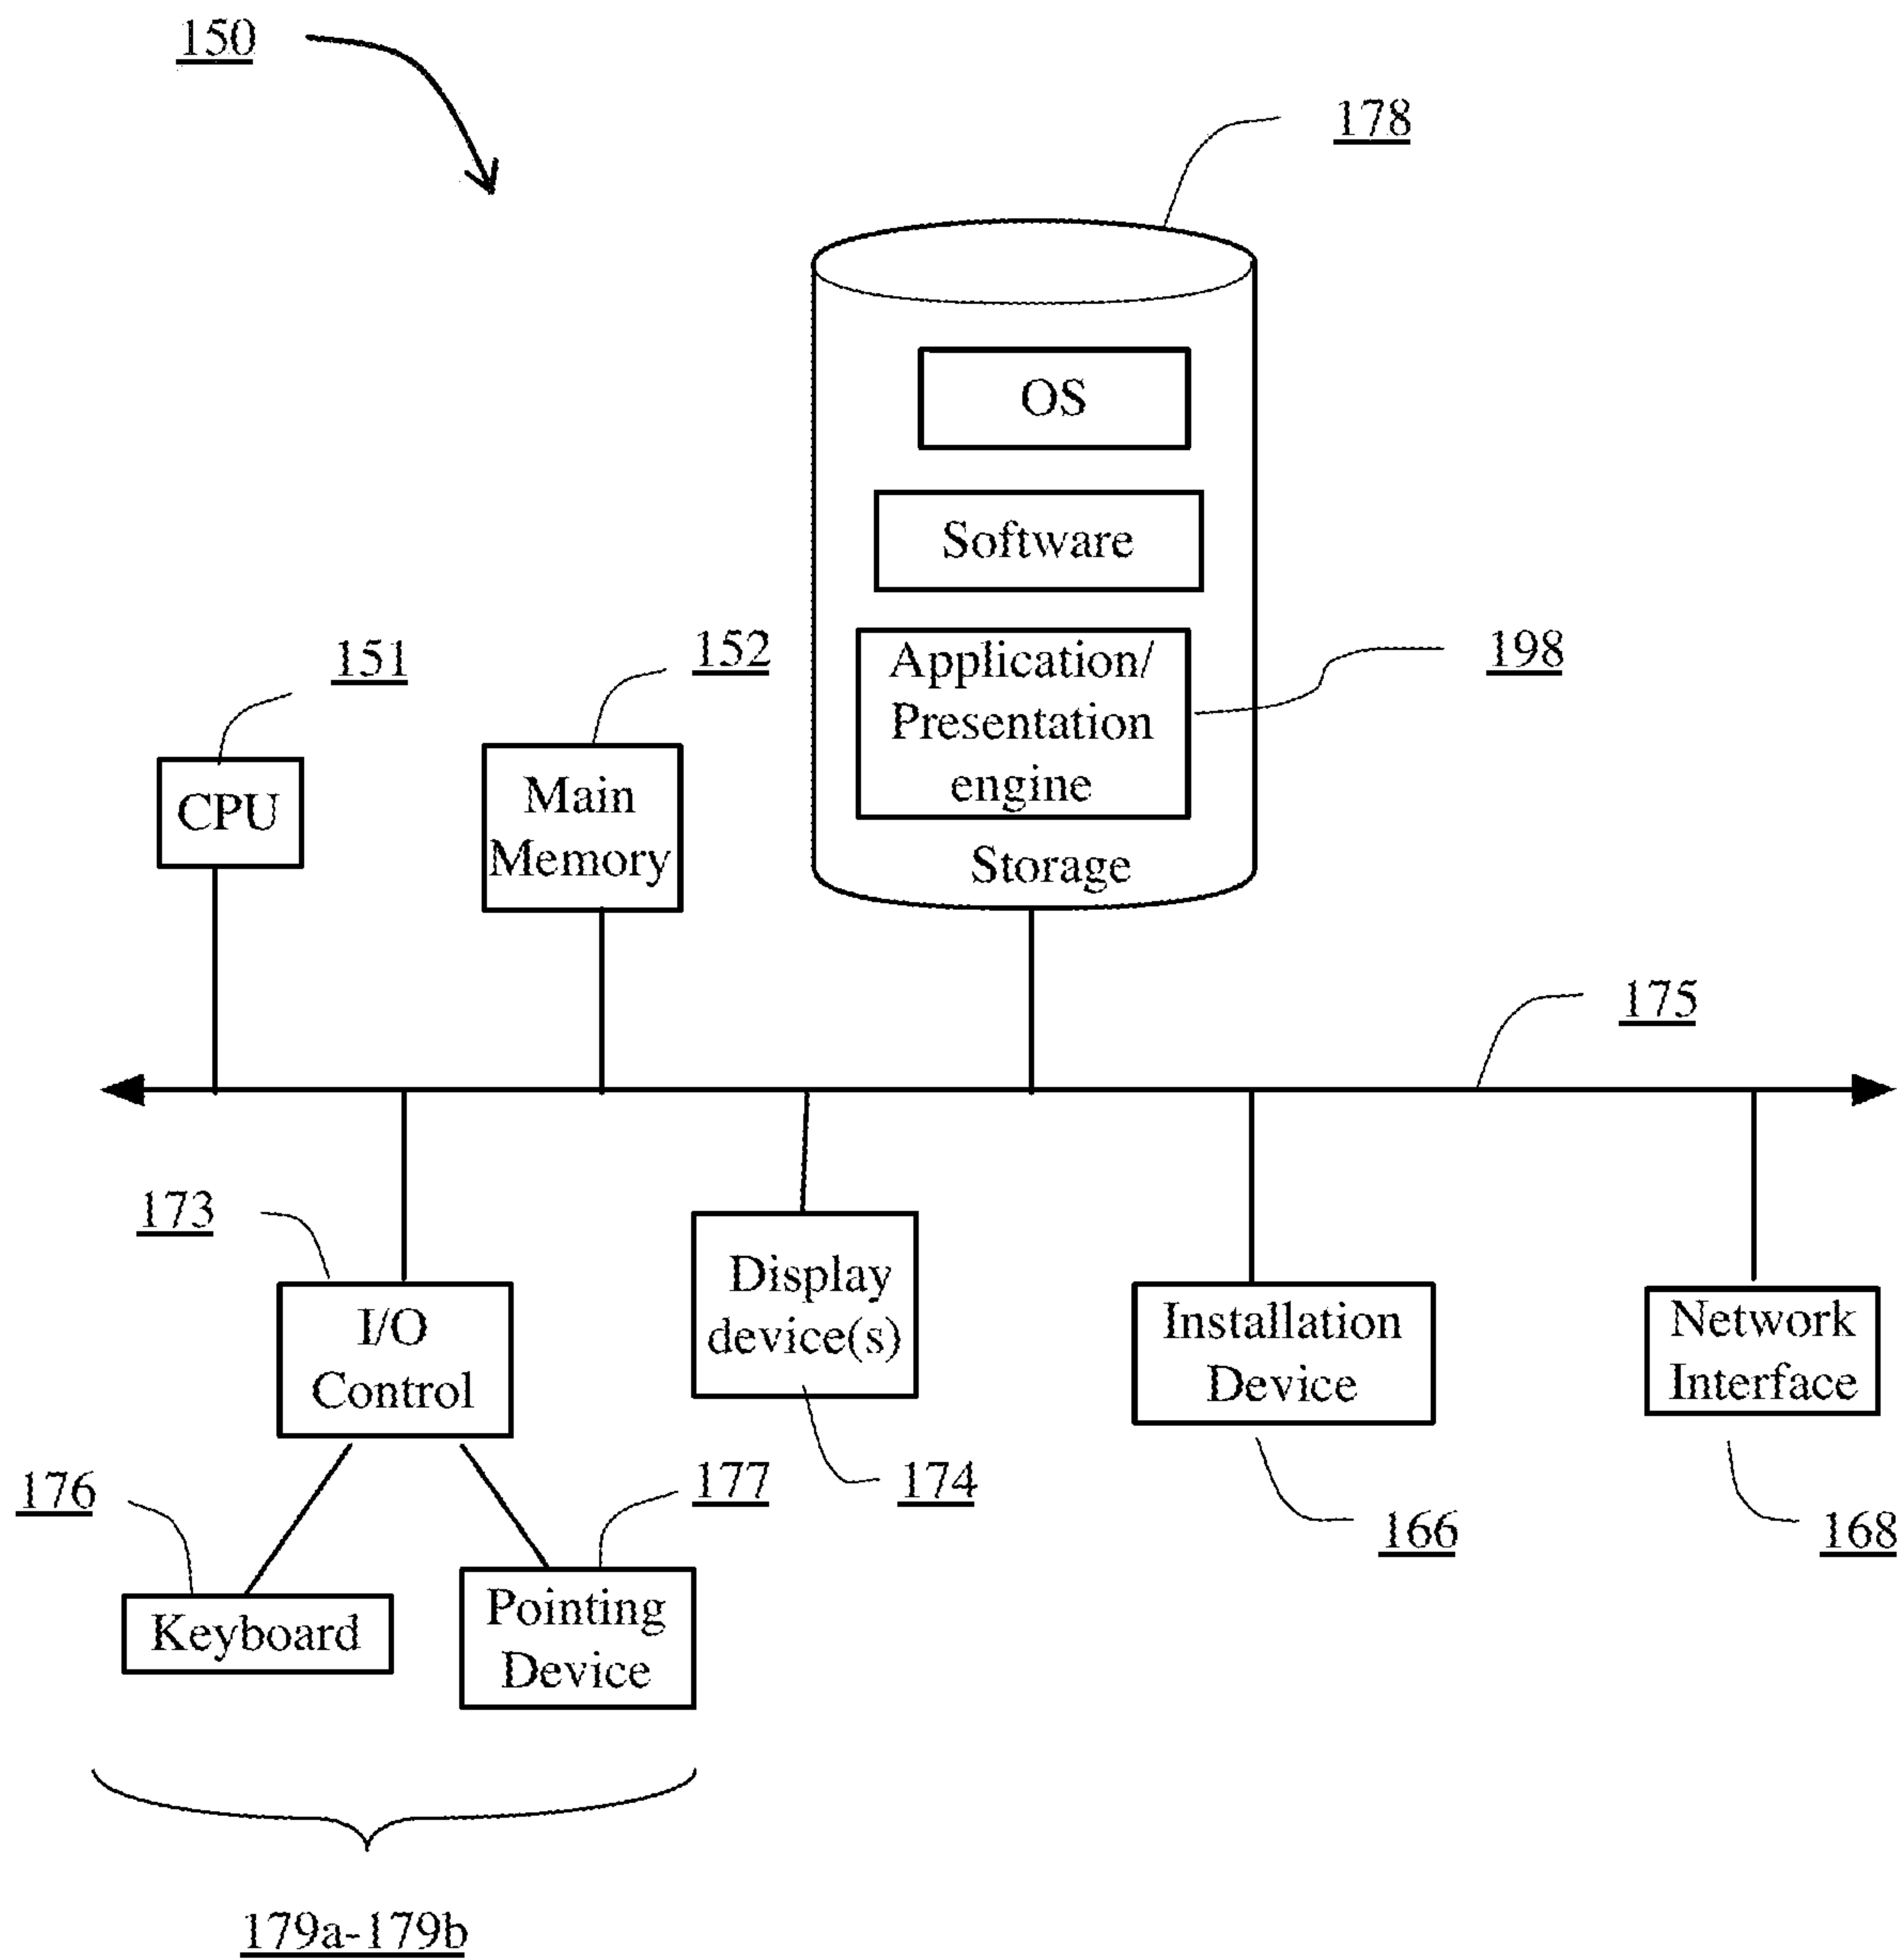 150
178
OS
Software
Application/
Presentation
engine
Storage
198
151
CPU
152
Main
Memory
175
173
I/O
Control
Display
device(s)
174
Installation
Device
166
Network
Interface
168
176
Keyboard
177
Pointing
Device
179a-179b